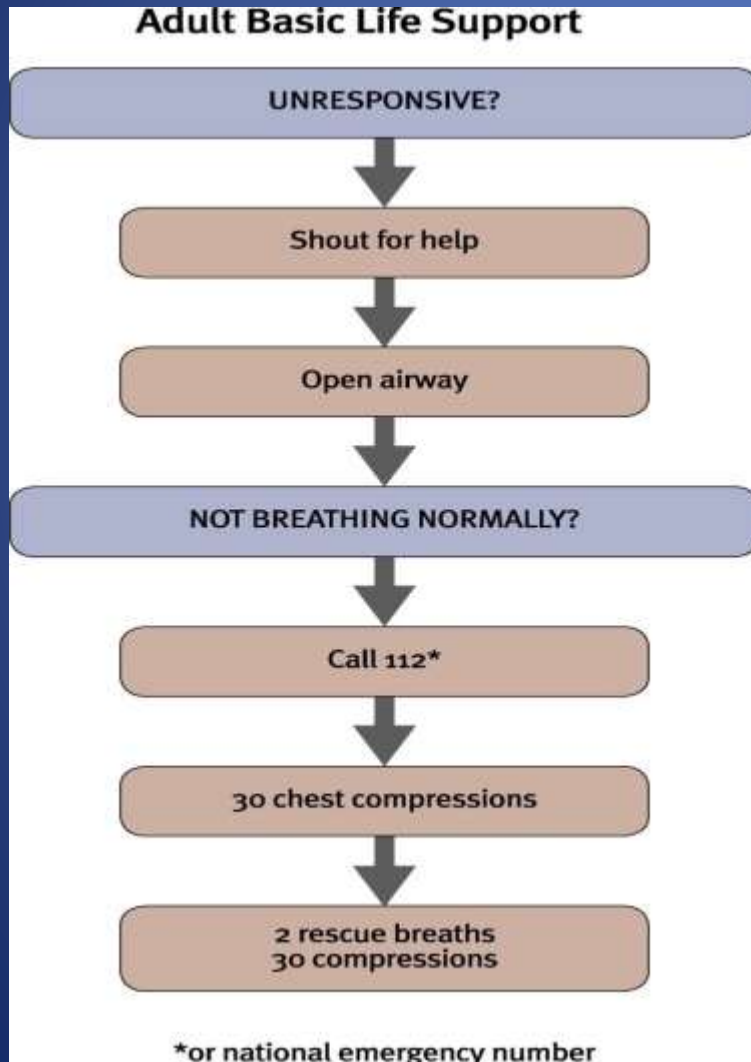 Adult Basic Life Support
UNRESPONSIVE?
Shout for help
Open airway
NOT BREATHING NORMALLY?
Call 112*
30 chest compressions
2 rescue breaths
30 compressions
*or national emergency number